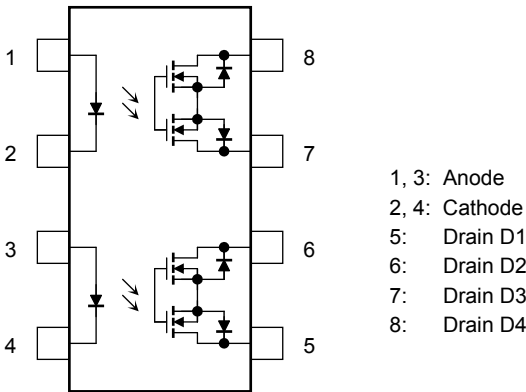 1
8
2
7
3
6
4
5
1, 3: Anode
2, 4: Cathode
5: Drain D1
6: Drain D2
7: Drain D3
8: Drain D4